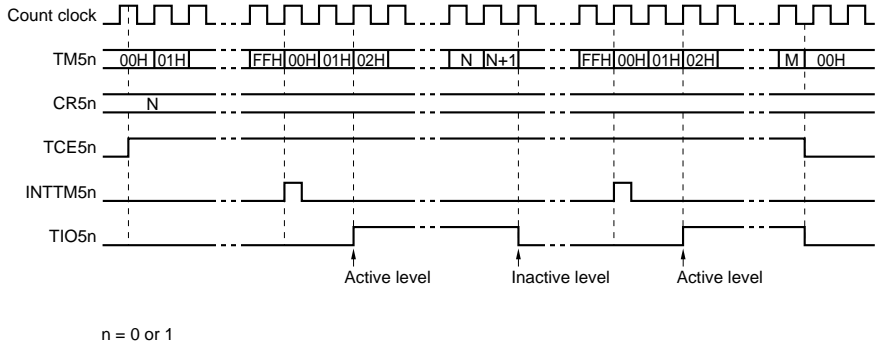 Count clock
TM5n 00H 01H FFH 00H 01H 02H N N+1 FFH 00H 01H 02H M 00H
CR5n N
TCE5n
INTTM5n
TIO5n
Active level Inactive level Active level
n = 0 or 1